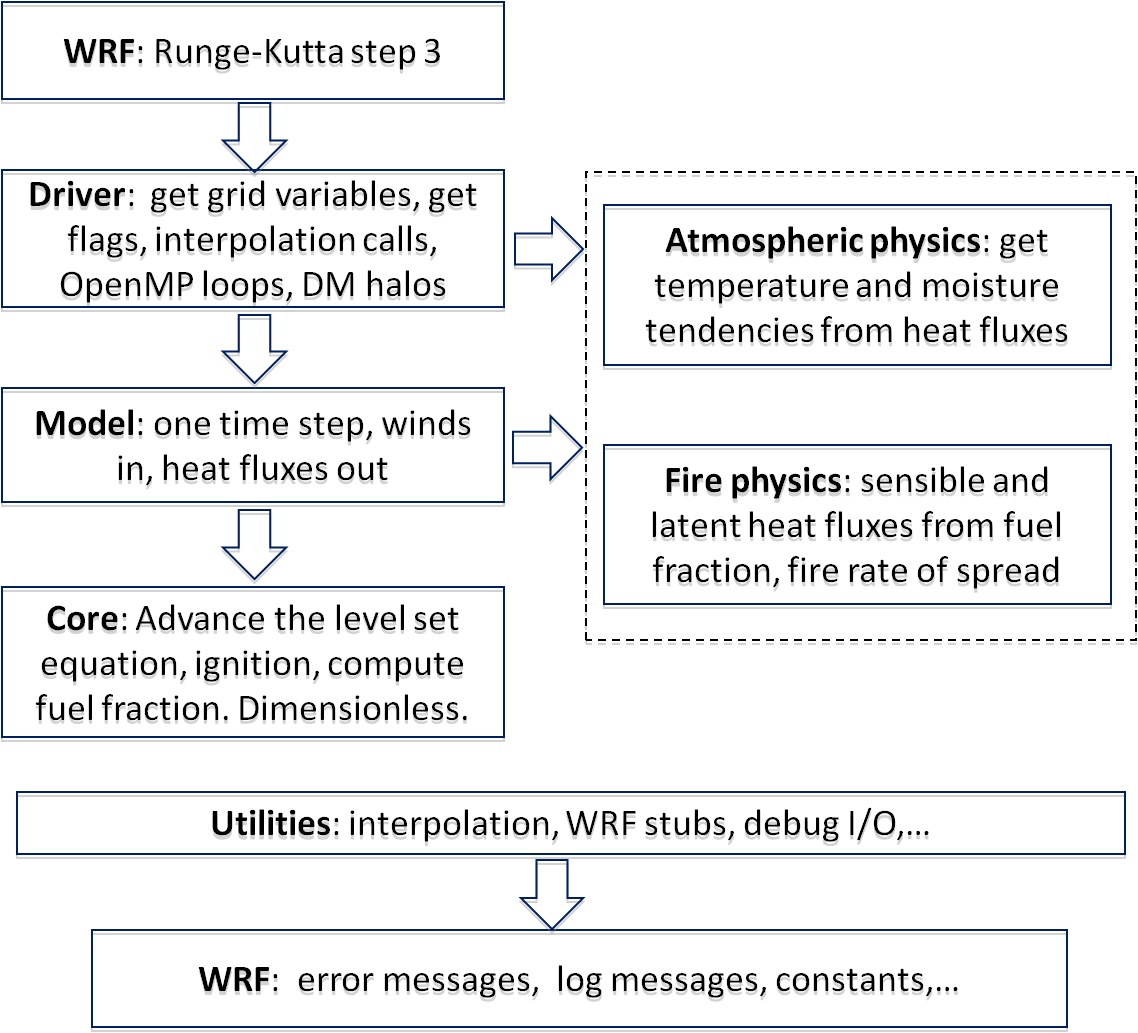 WRF: Runge-Kutta step 3
Driver: get grid variables, get
flags, interpolation calls,
OpenMP loops, DM halos
Atmospheric physics: get
temperature and moisture
tendencies from heat fluxes
Model: one time step, winds
in, heat fluxes out
Fire physics: sensible and
latent heat fluxes from fuel
fraction, fire rate of spread
Core: Advance the level set
equation, ignition, compute
fuel fraction. Dimensionless.
Utilities: interpolation, WRF stubs, debug I/O,...
WRF: error messages, log messages, constants,...